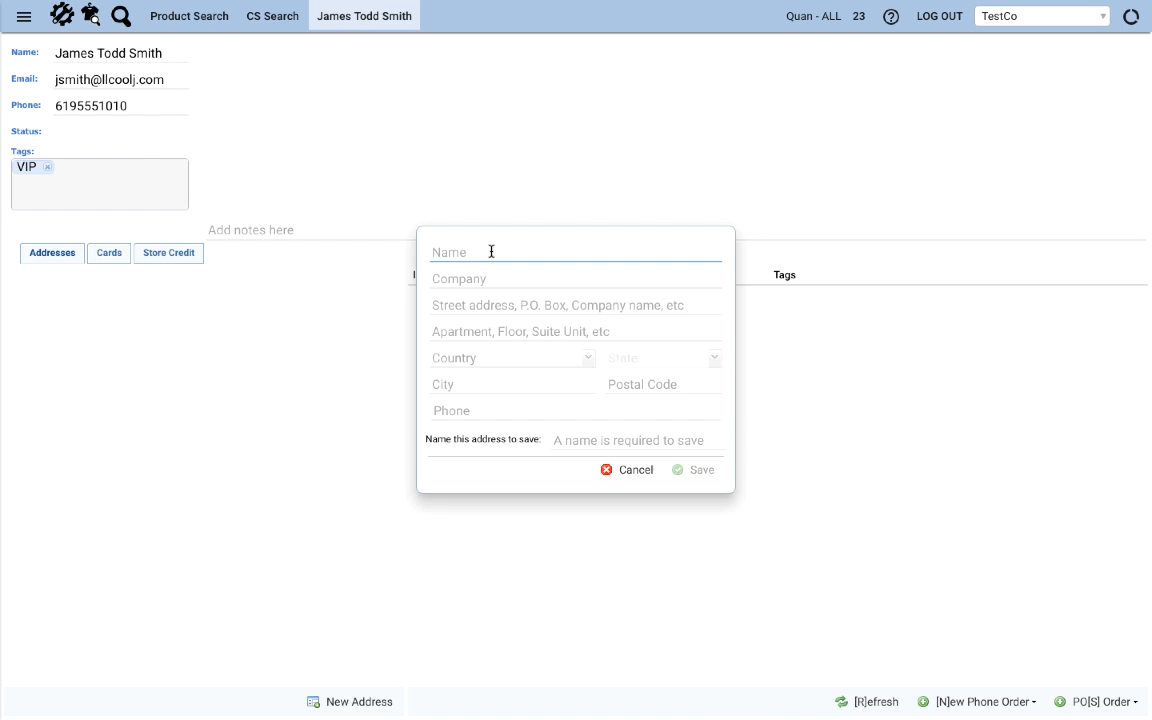 Product Search CS Search James Todd Smith Quan - ALL 23 LOG OUT TestCo
Name: James Todd Smith
Email: jsmith@llcoolj.com
Phone: 6195551010
Status:
Tags:
VIP
Add notes here
Addresses Cards Store Credit
Tags
Name
Company
Street address, P.O. Box, Company name, etc
Apartment, Floor, Suite Unit, etc
Country State
City Postal Code
Phone
Name this address to save: A name is required to save
Cancel Save
New Address [R]efresh [N]ew Phone Order PO[S] Order